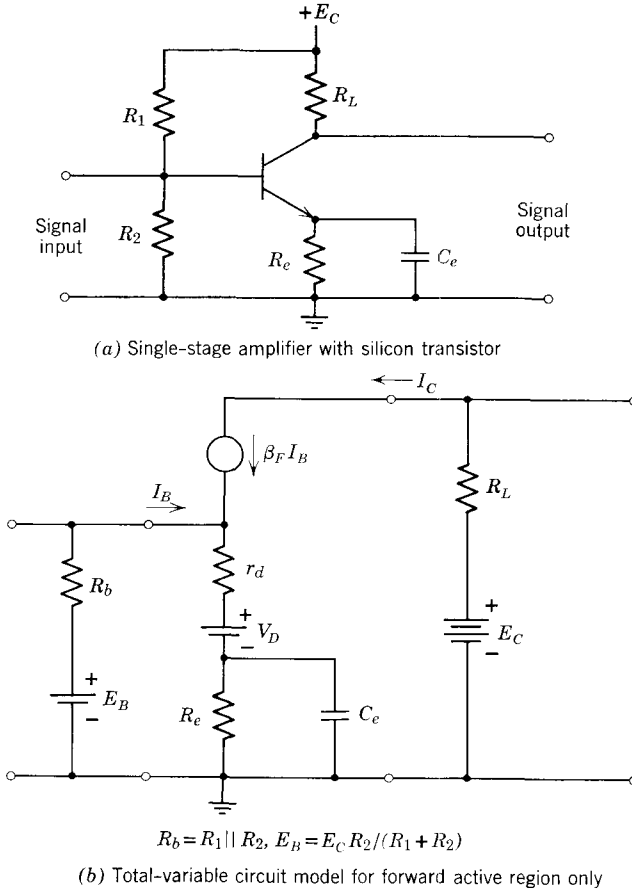 +E_C
R_L
R_1
Signal input
R_2
R_e
C_e
Signal output
(a) Single-stage amplifier with silicon transistor
I_C
β_F I_B
I_B
R_L
R_b
r_d
+
V_D
−
+
E_C
−
+
E_B
−
R_e
C_e
R_b = R_1 || R_2, E_B = E_C R_2/(R_1 + R_2)
(b) Total-variable circuit model for forward active region only